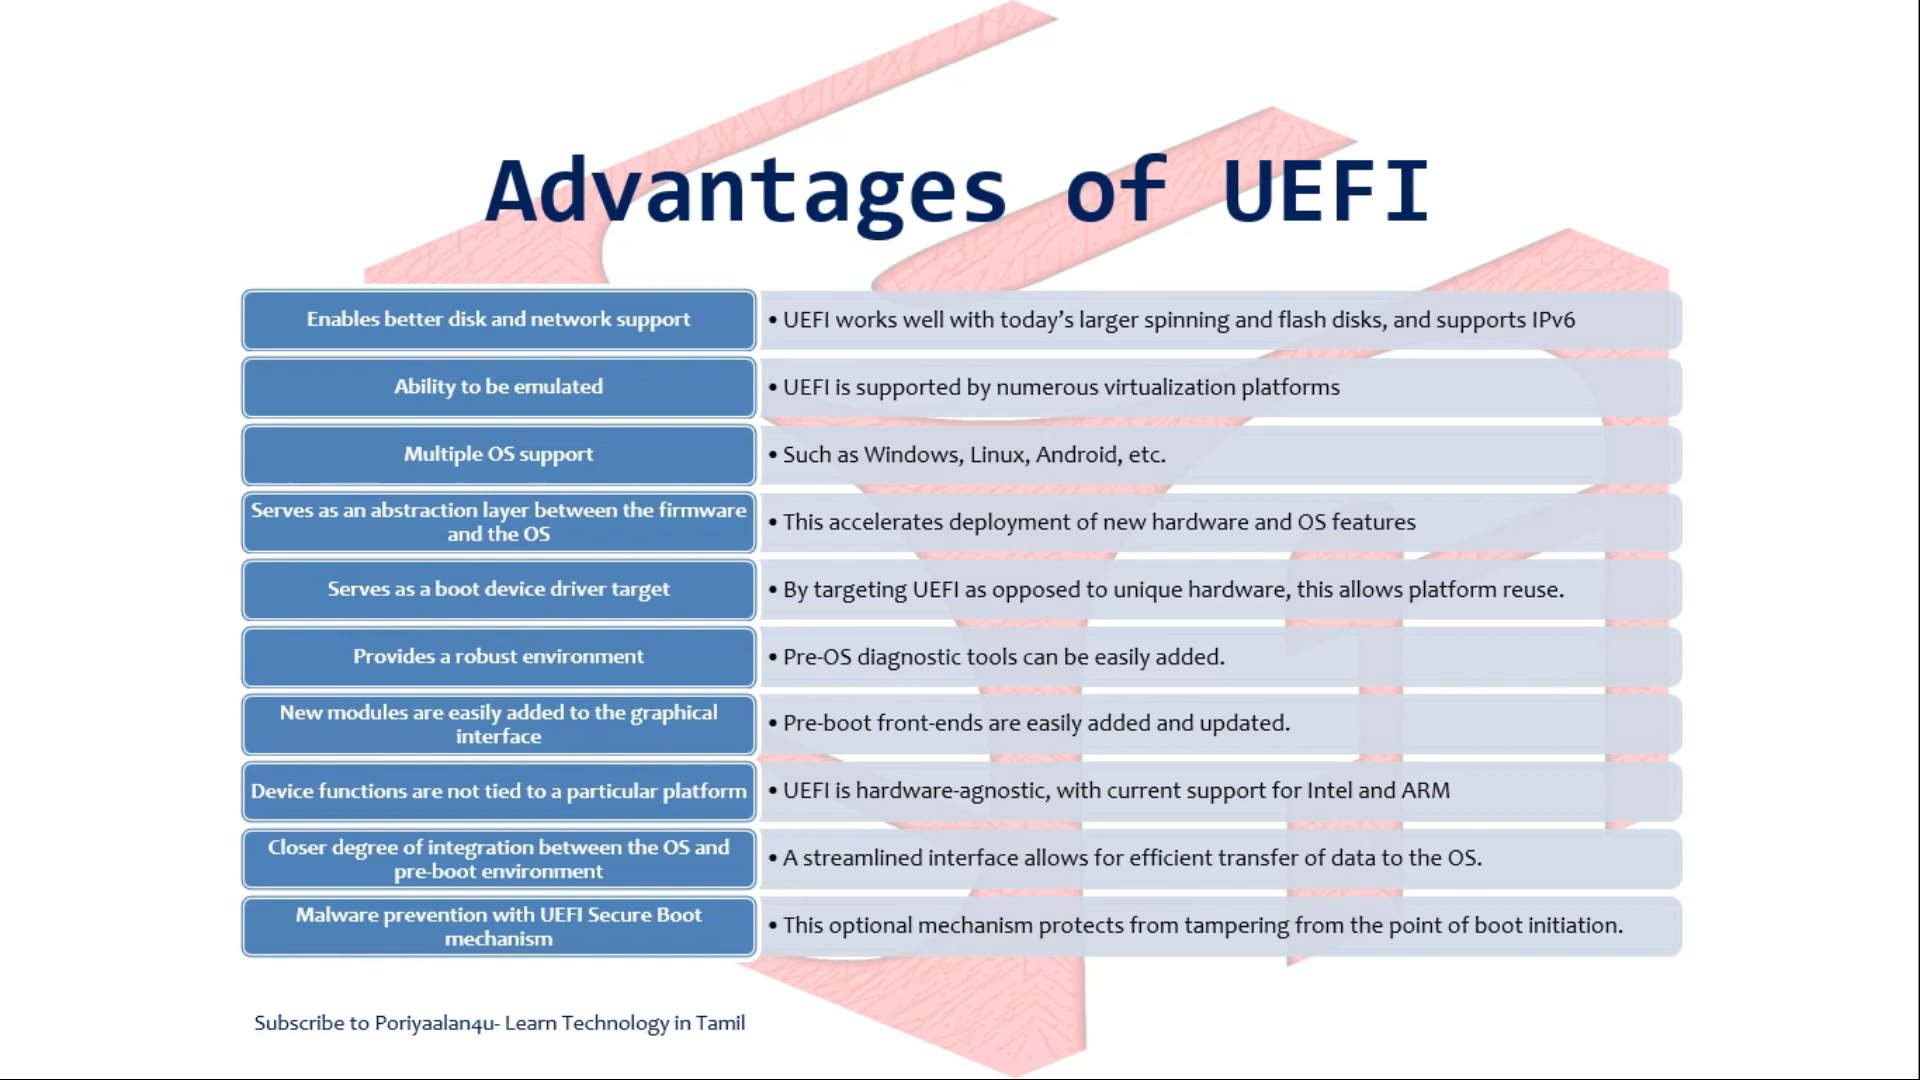 Advantages of UEFI
Enables better disk and network support
• UEFI works well with today’s larger spinning and flash disks, and supports IPv6
Ability to be emulated
• UEFI is supported by numerous virtualization platforms
Multiple OS support
• Such as Windows, Linux, Android, etc.
Serves as an abstraction layer between the firmware
and the OS
• This accelerates deployment of new hardware and OS features
Serves as a boot device driver target
• By targeting UEFI as opposed to unique hardware, this allows platform reuse.
Provides a robust environment
• Pre-OS diagnostic tools can be easily added.
New modules are easily added to the graphical
interface
• Pre-boot front-ends are easily added and updated.
Device functions are not tied to a particular platform
• UEFI is hardware-agnostic, with current support for Intel and ARM
Closer degree of integration between the OS and
pre-boot environment
• A streamlined interface allows for efficient transfer of data to the OS.
Malware prevention with UEFI Secure Boot
mechanism
• This optional mechanism protects from tampering from the point of boot initiation.
Subscribe to Poriyaalan4u- Learn Technology in Tamil